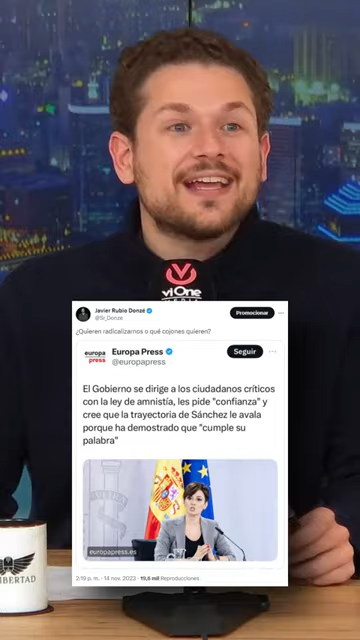 viOne
MEDIA
Javier Rubio Donzé
Promocionar
@Sr_Donze
¿Quieren radicalizarnos o qué cojones quieren?
europa
press
Europa Press
Seguir
@europapress
El Gobierno se dirige a los ciudadanos críticos
con la ley de amnistía, les pide "confianza" y
cree que la trayectoria de Sánchez le avala
porque ha demostrado que "cumple su
palabra"
europapress.es
2:19 p. m. · 14 nov. 2023 · 19,6 mil Reproducciones
LIBERTAD